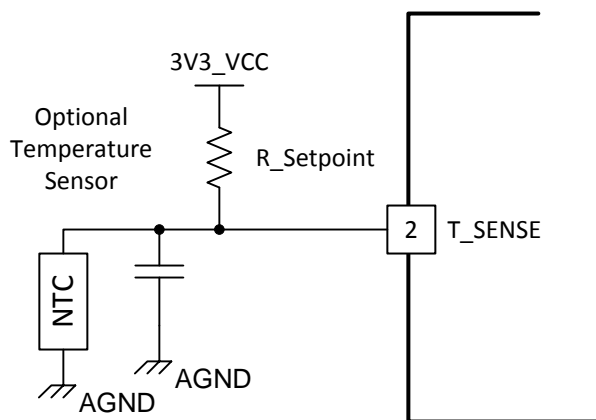 3V3_VCC
Optional
Temperature
Sensor
R_Setpoint
2
T_SENSE
NTC
AGND
AGND